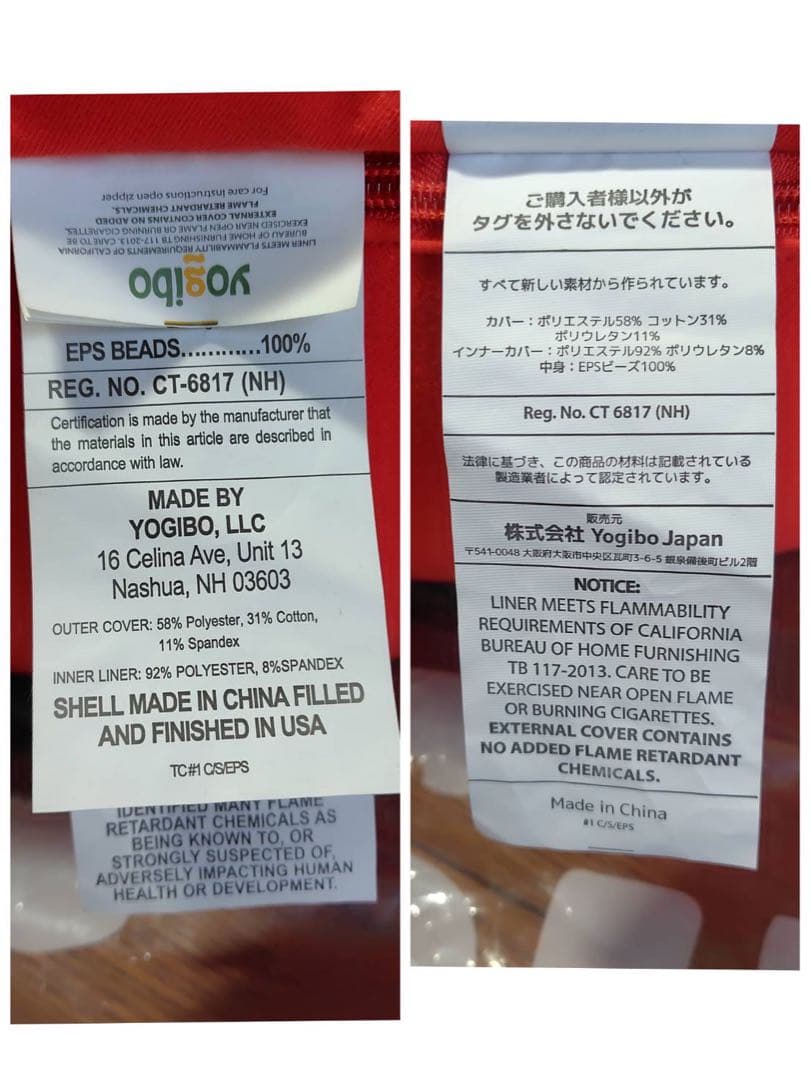 For care instructions open zipper
FLAME RETARDANT CHEMICALS.
EXTERNAL COVER CONTAINS NO ADDED
EXERCISED NEAR OPEN FLAME OR BURNING CIGARETTES.
BUREAU OF HOME FURNISHING TB 117-2013. CARE TO BE
LINER MEETS FLAMMABILITY REQUIREMENTS OF CALIFORNIA
yogibo
EPS BEADS............100%
REG. NO. CT-6817 (NH)
Certification is made by the manufacturer that
the materials in this article are described in
accordance with law.
MADE BY
YOGIBO, LLC
16 Celina Ave, Unit 13
Nashua, NH 03603
OUTER COVER: 58% Polyester, 31% Cotton,
11% Spandex
INNER LINER: 92% POLYESTER, 8%SPANDEX
SHELL MADE IN CHINA FILLED
AND FINISHED IN USA
TC#1 C/S/EPS
IDENTIFIED MANY FLAME
RETARDANT CHEMICALS AS
BEING KNOWN TO, OR
STRONGLY SUSPECTED OF,
ADVERSELY IMPACTING HUMAN
HEALTH OR DEVELOPMENT.
ご購入者様以外が
タグを外さないでください。
すべて新しい素材から作られています。
カバー：ポリエステル58% コットン31%
ポリウレタン11%
インナーカバー：ポリエステル92% ポリウレタン8%
中身：EPSビーズ100%
Reg. No. CT 6817 (NH)
法律に基づき、この商品の材料は記載されている
製造業者によって認定されています。
販売元
株式会社 Yogibo Japan
〒541-0048 大阪府大阪市中央区瓦町3-6-5 銀泉備後町ビル2階
NOTICE:
LINER MEETS FLAMMABILITY
REQUIREMENTS OF CALIFORNIA
BUREAU OF HOME FURNISHING
TB 117-2013. CARE TO BE
EXERCISED NEAR OPEN FLAME
OR BURNING CIGARETTES.
EXTERNAL COVER CONTAINS
NO ADDED FLAME RETARDANT
CHEMICALS.
Made in China
#1 C/S/EPS